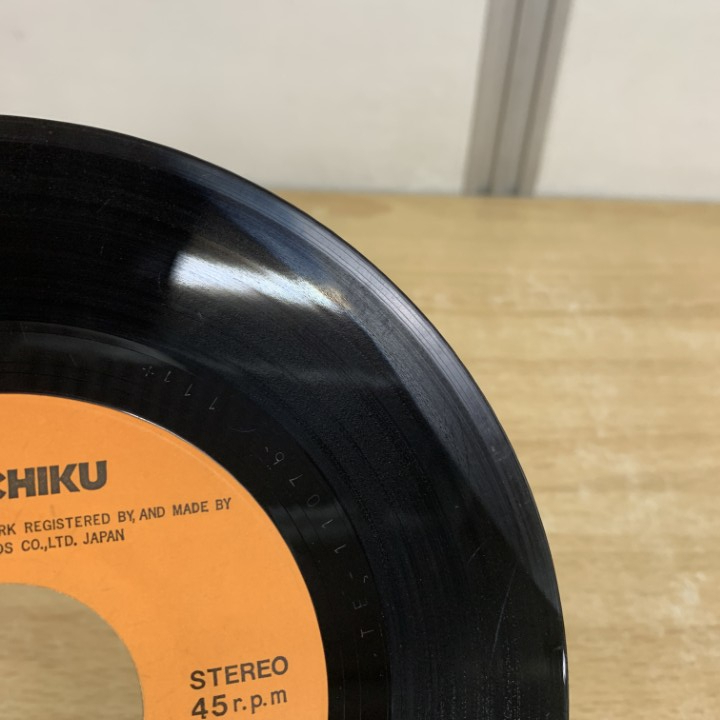 CHIKU
RK REGISTERED BY, AND MADE BY
DS CO.,LTD. JAPAN
STEREO
45 r.p.m